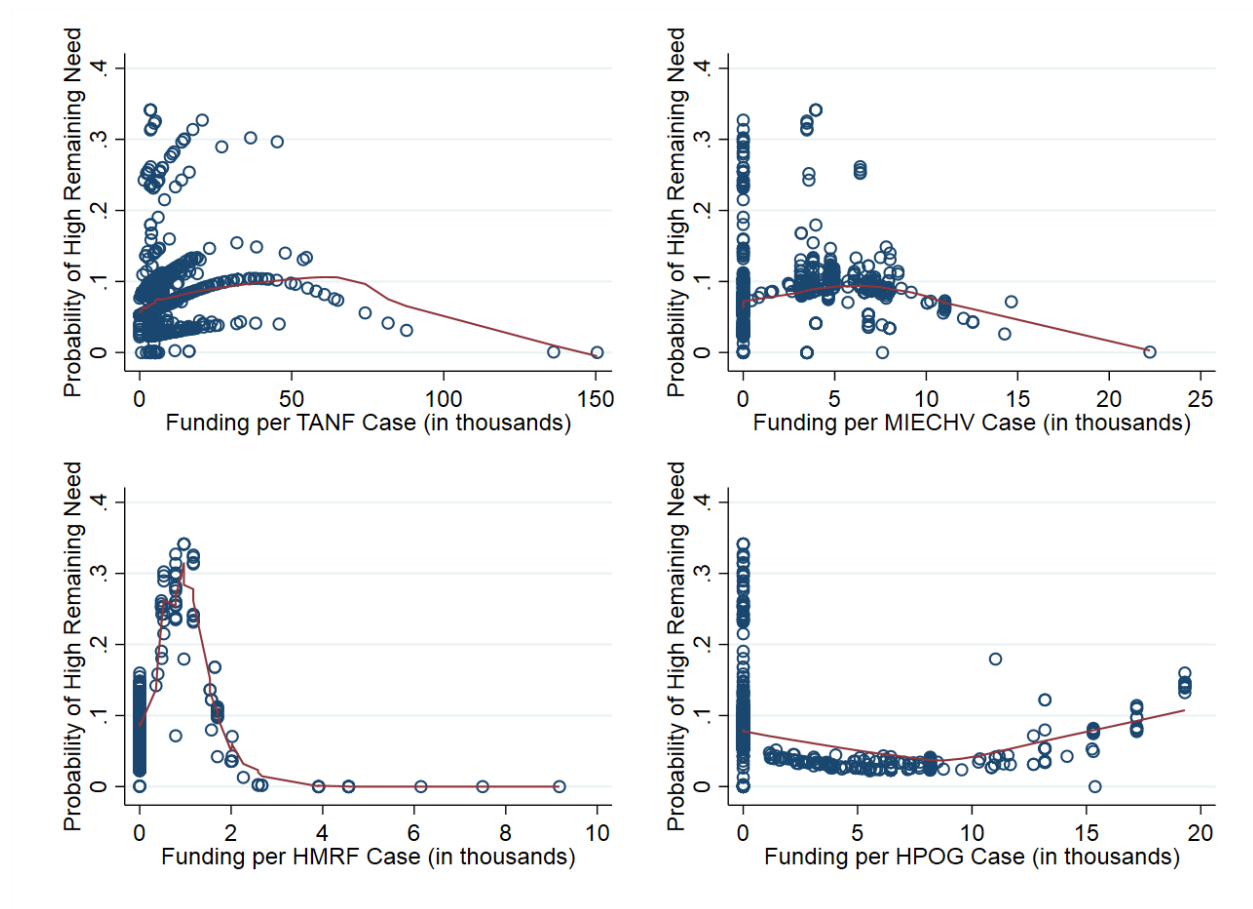 Probability of High Remaining Need
.4
.3
.2
.1
0
0 50 100 150
Funding per TANF Case (in thousands)
Probability of High Remaining Need
.4
.3
.2
.1
0
0 5 10 15 20 25
Funding per MIECHV Case (in thousands)
Probability of High Remaining Need
.4
.3
.2
.1
0
0 2 4 6 8 10
Funding per HMRF Case (in thousands)
Probability of High Remaining Need
.4
.3
.2
.1
0
0 5 10 15 20
Funding per HPOG Case (in thousands)